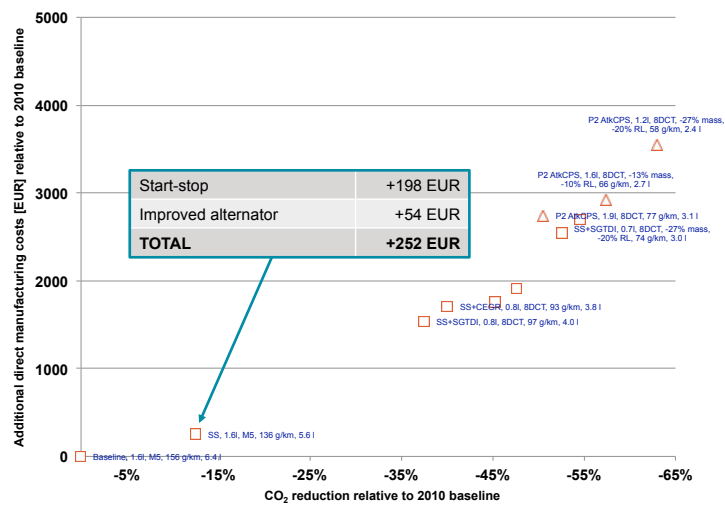 Additional direct manufacturing costs [EUR] relative to 2010 baseline
5000
4000
3000
2000
1000
0
P2 AtkCPS, 1.2l, 8DCT, -27% mass,
-20% RL, 58 g/km, 2.4 l
P2 AtkCPS, 1.6l, 8DCT, -13% mass,
-10% RL, 66 g/km, 2.7 l
P2 AtkCPS, 1.9l, 8DCT, 77 g/km, 3.1 l
SS+SGTDI, 0.7l, 8DCT, -27% mass,
-20% RL, 74 g/km, 3.0 l
Start-stop +198 EUR
Improved alternator +54 EUR
TOTAL +252 EUR
SS+CEGR, 0.8l, 8DCT, 93 g/km, 3.8 l
SS+SGTDI, 0.8l, 8DCT, 97 g/km, 4.0 l
SS, 1.6l, M5, 136 g/km, 5.6 l
Baseline, 1.6l, M5, 156 g/km, 6.4 l
-5% -15% -25% -35% -45% -55% -65%
CO₂ reduction relative to 2010 baseline